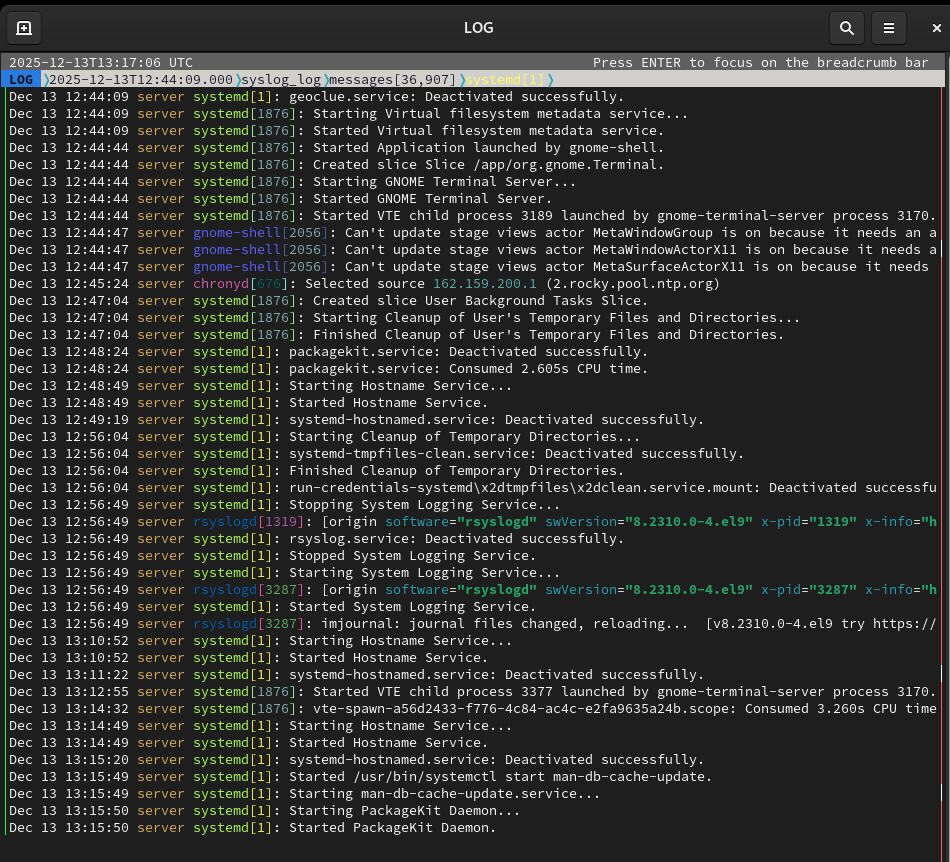 LOG
2025-12-13T13:17:06 UTC Press ENTER to focus on the breadcrumb bar
LOG ⟩2025-12-13T12:44:09.000⟩syslog_log⟩messages[36,907]⟩systemd[1]⟩
Dec 13 12:44:09 server systemd[1]: geoclue.service: Deactivated successfully.
Dec 13 12:44:09 server systemd[1876]: Starting Virtual filesystem metadata service...
Dec 13 12:44:09 server systemd[1876]: Started Virtual filesystem metadata service.
Dec 13 12:44:44 server systemd[1876]: Started Application launched by gnome-shell.
Dec 13 12:44:44 server systemd[1876]: Created slice Slice /app/org.gnome.Terminal.
Dec 13 12:44:44 server systemd[1876]: Starting GNOME Terminal Server...
Dec 13 12:44:44 server systemd[1876]: Started GNOME Terminal Server.
Dec 13 12:44:44 server systemd[1876]: Started VTE child process 3189 launched by gnome-terminal-server process 3170.
Dec 13 12:44:47 server gnome-shell[2056]: Can't update stage views actor MetaWindowGroup is on because it needs an a
Dec 13 12:44:47 server gnome-shell[2056]: Can't update stage views actor MetaWindowActorX11 is on because it needs a
Dec 13 12:44:47 server gnome-shell[2056]: Can't update stage views actor MetaSurfaceActorX11 is on because it needs
Dec 13 12:45:24 server chronyd[676]: Selected source 162.159.200.1 (2.rocky.pool.ntp.org)
Dec 13 12:47:04 server systemd[1876]: Created slice User Background Tasks Slice.
Dec 13 12:47:04 server systemd[1876]: Starting Cleanup of User's Temporary Files and Directories...
Dec 13 12:47:04 server systemd[1876]: Finished Cleanup of User's Temporary Files and Directories.
Dec 13 12:48:24 server systemd[1]: packagekit.service: Deactivated successfully.
Dec 13 12:48:24 server systemd[1]: packagekit.service: Consumed 2.605s CPU time.
Dec 13 12:48:49 server systemd[1]: Starting Hostname Service...
Dec 13 12:48:49 server systemd[1]: Started Hostname Service.
Dec 13 12:49:19 server systemd[1]: systemd-hostnamed.service: Deactivated successfully.
Dec 13 12:56:04 server systemd[1]: Starting Cleanup of Temporary Directories...
Dec 13 12:56:04 server systemd[1]: systemd-tmpfiles-clean.service: Deactivated successfully.
Dec 13 12:56:04 server systemd[1]: Finished Cleanup of Temporary Directories.
Dec 13 12:56:04 server systemd[1]: run-credentials-systemd\x2dtmpfiles\x2dclean.service.mount: Deactivated successfu
Dec 13 12:56:49 server systemd[1]: Stopping System Logging Service...
Dec 13 12:56:49 server rsyslogd[1319]: [origin software="rsyslogd" swVersion="8.2310.0-4.el9" x-pid="1319" x-info="h
Dec 13 12:56:49 server systemd[1]: rsyslog.service: Deactivated successfully.
Dec 13 12:56:49 server systemd[1]: Stopped System Logging Service.
Dec 13 12:56:49 server systemd[1]: Starting System Logging Service...
Dec 13 12:56:49 server rsyslogd[3287]: [origin software="rsyslogd" swVersion="8.2310.0-4.el9" x-pid="3287" x-info="h
Dec 13 12:56:49 server systemd[1]: Started System Logging Service.
Dec 13 12:56:49 server rsyslogd[3287]: imjournal: journal files changed, reloading...  [v8.2310.0-4.el9 try https://
Dec 13 13:10:52 server systemd[1]: Starting Hostname Service...
Dec 13 13:10:52 server systemd[1]: Started Hostname Service.
Dec 13 13:11:22 server systemd[1]: systemd-hostnamed.service: Deactivated successfully.
Dec 13 13:12:55 server systemd[1876]: Started VTE child process 3377 launched by gnome-terminal-server process 3170.
Dec 13 13:14:32 server systemd[1876]: vte-spawn-a56d2433-f776-4c84-ac4c-e2fa9635a24b.scope: Consumed 3.260s CPU time
Dec 13 13:14:49 server systemd[1]: Starting Hostname Service...
Dec 13 13:14:49 server systemd[1]: Started Hostname Service.
Dec 13 13:15:20 server systemd[1]: systemd-hostnamed.service: Deactivated successfully.
Dec 13 13:15:49 server systemd[1]: Started /usr/bin/systemctl start man-db-cache-update.
Dec 13 13:15:49 server systemd[1]: Starting man-db-cache-update.service...
Dec 13 13:15:50 server systemd[1]: Starting PackageKit Daemon...
Dec 13 13:15:50 server systemd[1]: Started PackageKit Daemon.